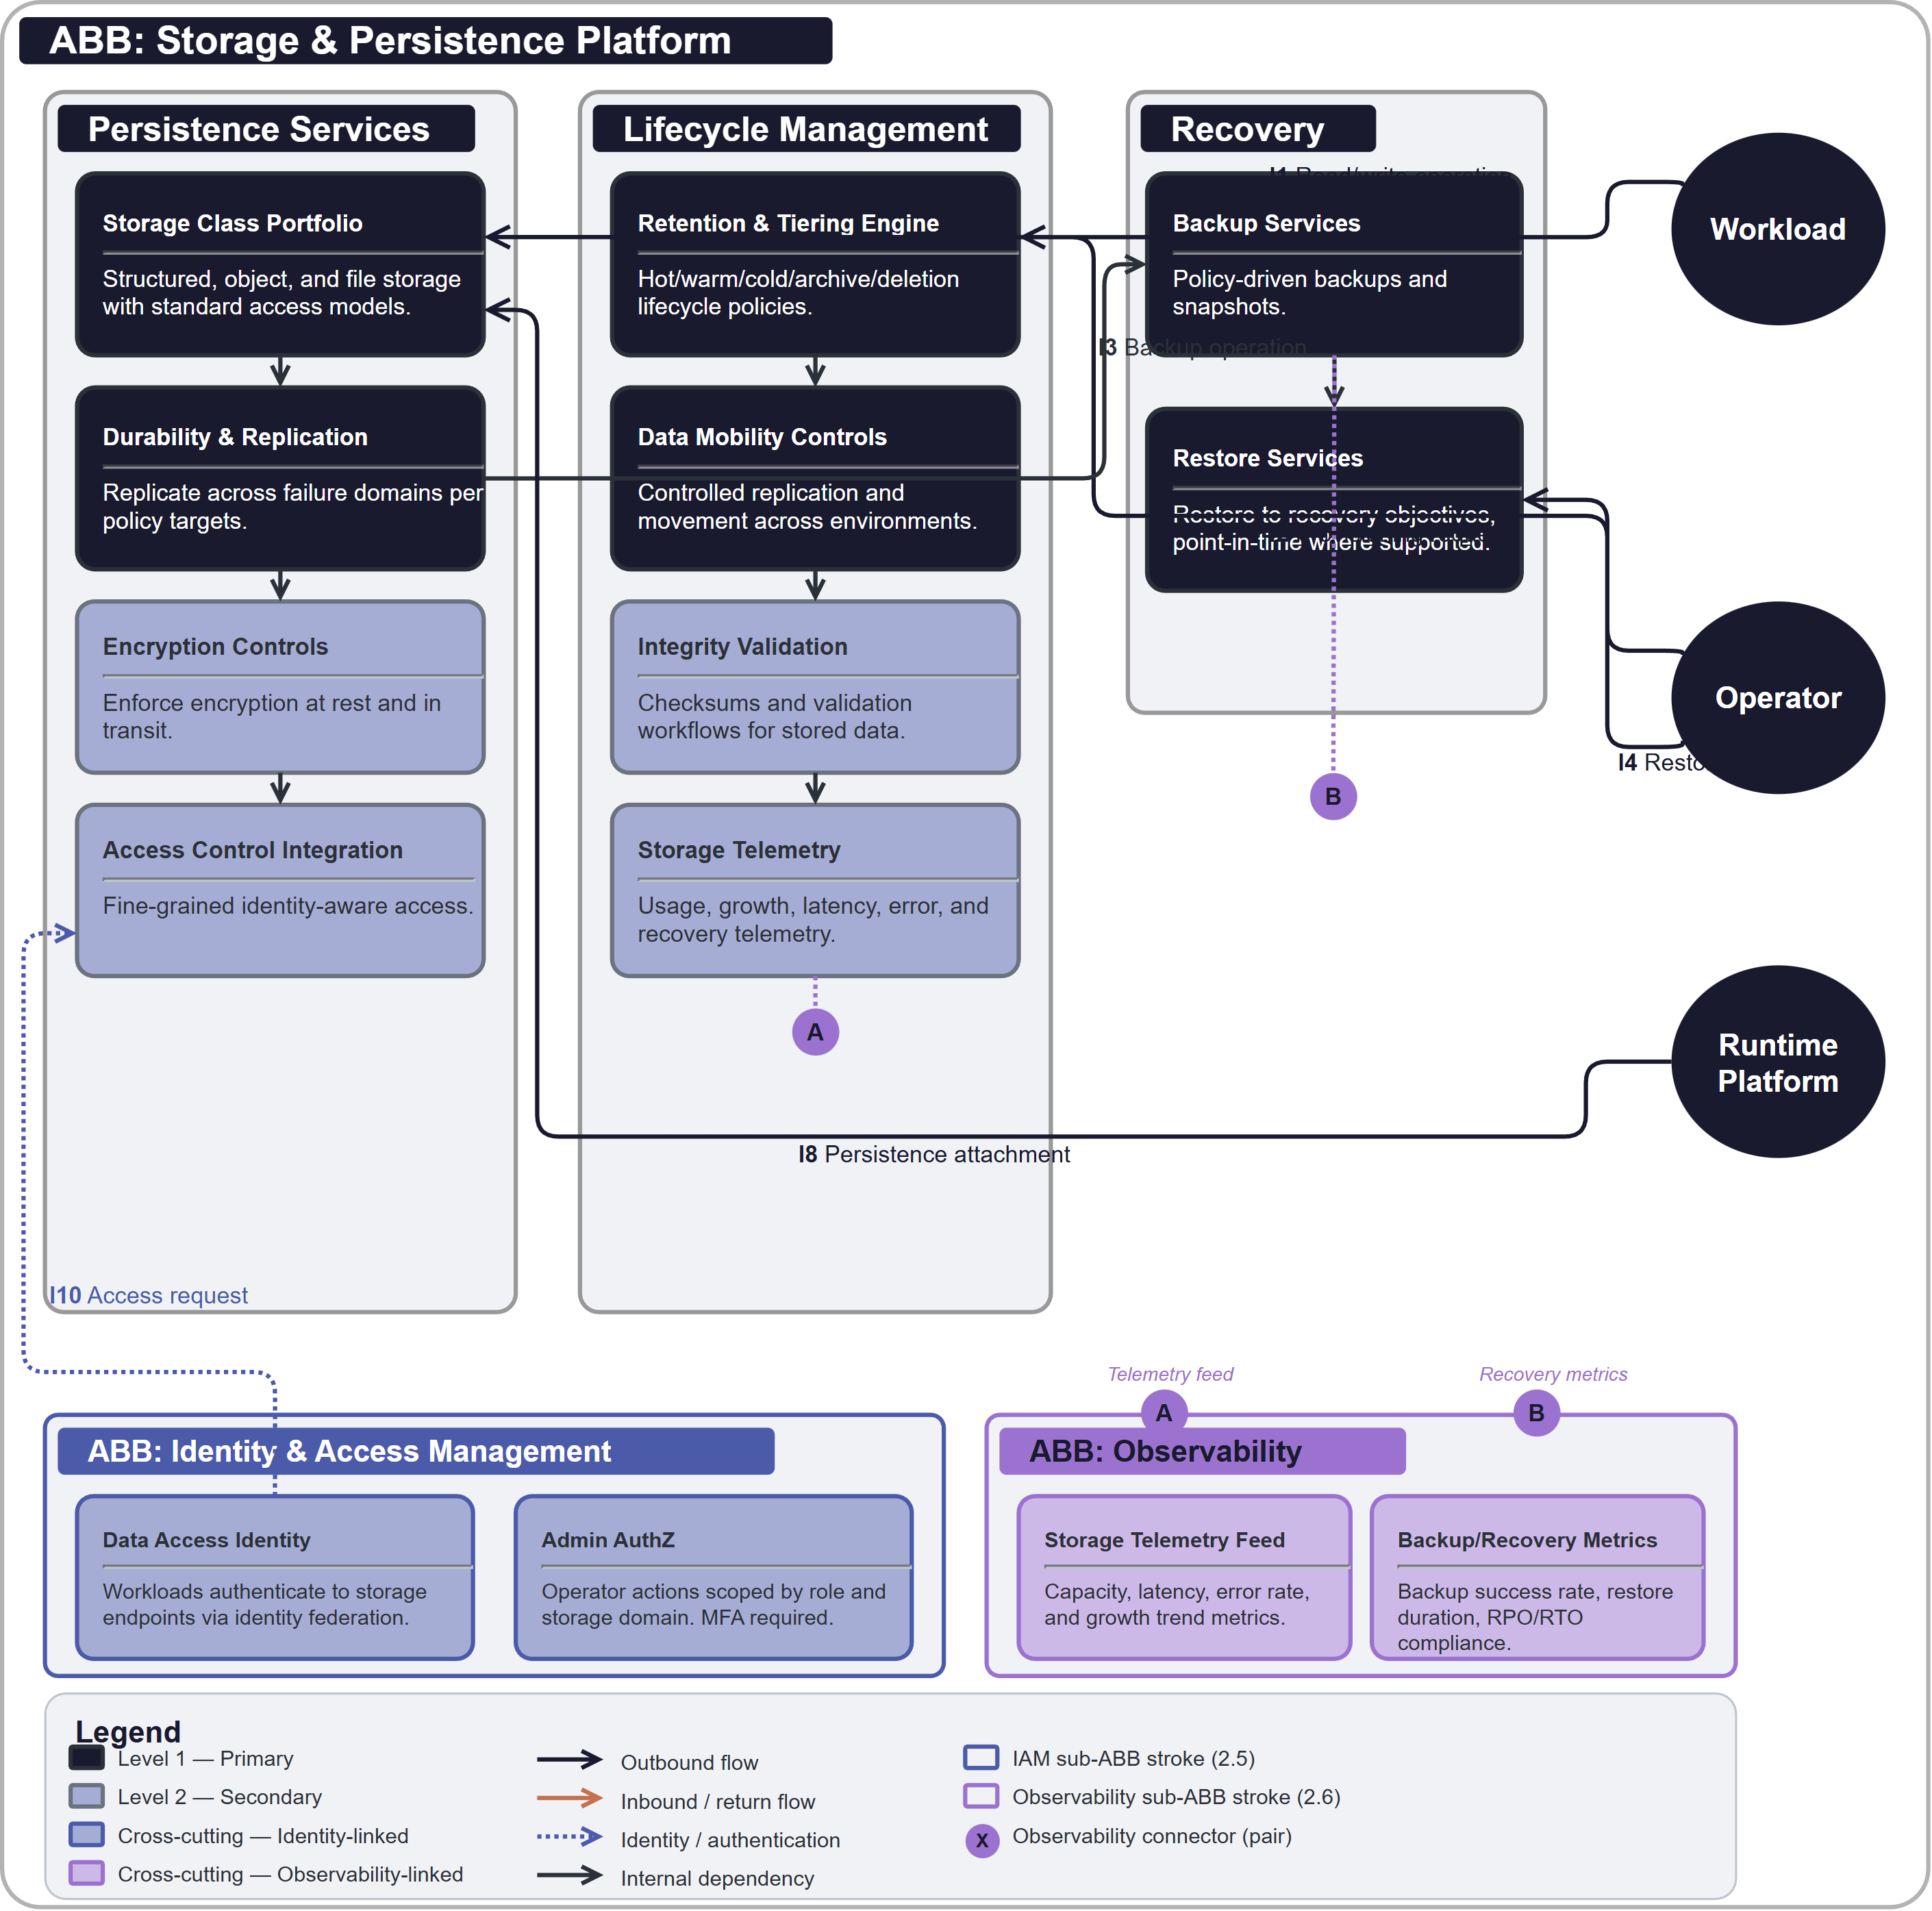 ABB: Storage & Persistence Platform
Persistence Services
Storage Class Portfolio
Structured, object, and file storage
with standard access models.
Durability & Replication
Replicate across failure domains per
policy targets.
Encryption Controls
Enforce encryption at rest and in
transit.
Access Control Integration
Fine-grained identity-aware access.
I10 Access request
Lifecycle Management
Retention & Tiering Engine
Hot/warm/cold/archive/deletion
lifecycle policies.
Data Mobility Controls
Controlled replication and
movement across environments.
Integrity Validation
Checksums and validation
workflows for stored data.
Storage Telemetry
Usage, growth, latency, error, and
recovery telemetry.
A
I8 Persistence attachment
Recovery
I1 Read/write operation
Backup Services
Policy-driven backups and
snapshots.
I3 Backup operation
Restore Services
Restore to recovery objectives,
point-in-time where supported.
B
Workload
Operator
I4
Runtime
Platform
ABB: Identity & Access Management
Data Access Identity
Workloads authenticate to storage
endpoints via identity federation.
Admin AuthZ
Operator actions scoped by role and
storage domain. MFA required.
Telemetry feed
Recovery metrics
A
B
ABB: Observability
Storage Telemetry Feed
Capacity, latency, error rate,
and growth trend metrics.
Backup/Recovery Metrics
Backup success rate, restore
duration, RPO/RTO
compliance.
Legend
Level 1 — Primary
Level 2 — Secondary
Cross-cutting — Identity-linked
Cross-cutting — Observability-linked
Outbound flow
Inbound / return flow
Identity / authentication
Internal dependency
IAM sub-ABB stroke (2.5)
Observability sub-ABB stroke (2.6)
X Observability connector (pair)